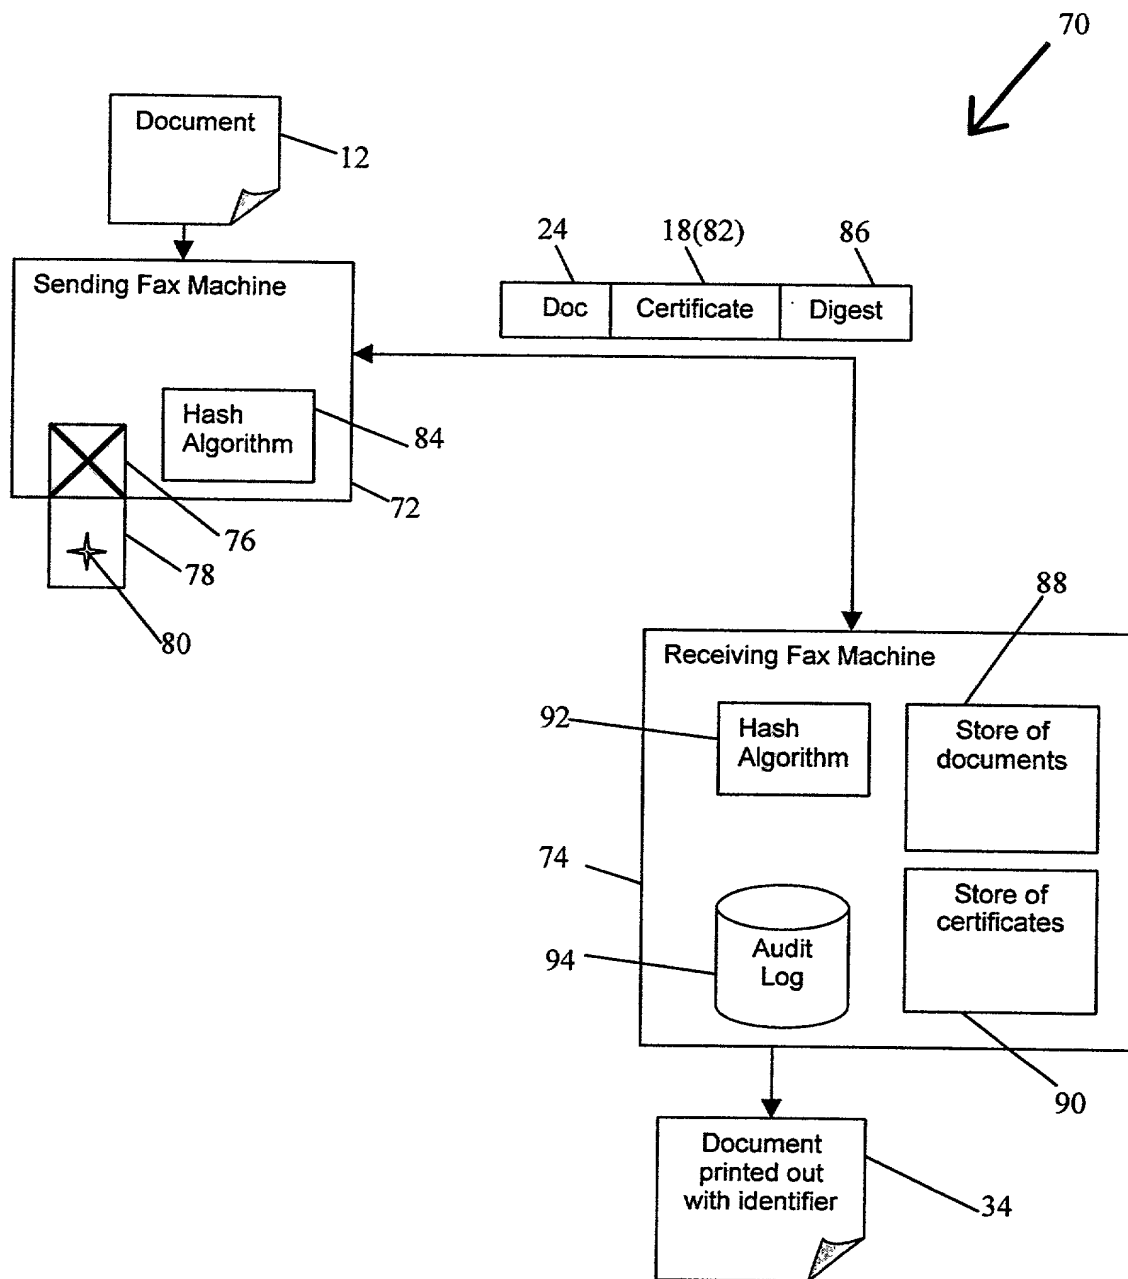 70
Document
12
24
18(82)
86
Sending Fax Machine
Doc
Certificate
Digest
Hash
Algorithm
84
72
76
78
80
88
Receiving Fax Machine
92
Hash
Algorithm
Store of
documents
74
Store of
certificates
94
Audit
Log
90
Document
printed out
with identifier
34